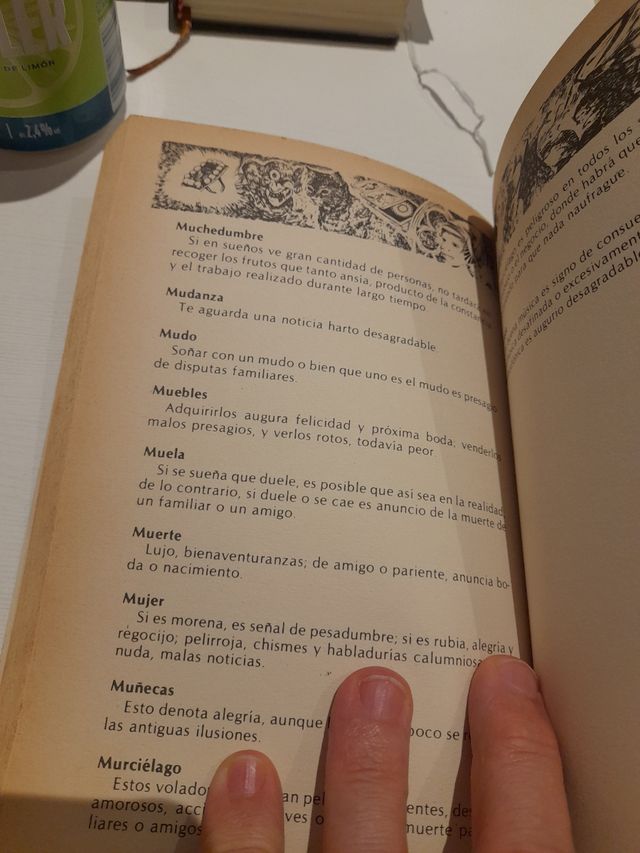 LER
DE LIMÓN
2,4% vol
Muchedumbre
Si en sueños ve gran cantidad de personas, no tardará
recoger los frutos que tanto ansía, producto de la constancia
y el trabajo realizado durante largo tiempo.
Mudanza
Te aguarda una noticia harto desagradable.
Mudo
Soñar con un mudo o bien que uno es el mudo es presagio
de disputas familiares.
Muebles
Adquirirlos augura felicidad y próxima boda; venderlos
malos presagios, y verlos rotos, todavía peor.
Muela
Si se sueña que duele, es posible que así sea en la realidad;
de lo contrario, si duele o se cae es anuncio de la muerte de
un familiar o un amigo.
Muerte
Lujo, bienaventuranzas; de amigo o pariente, anuncia bo-
da o nacimiento.
Mujer
Si es morena, es señal de pesadumbre; si es rubia, alegría y
regocijo; pelirroja, chismes y habladurías calumniosas
nuda, malas noticias.
Muñecas
Esto denota alegría, aunque poco se
las antiguas ilusiones.
Murciélago
Estos
amorosos,
liares o amigos muerte
peligroso en todos los
o negocio, donde habrá que
para que nada naufrague.
música es signo de consue
desafinada o excesivament
es augurio desagradable